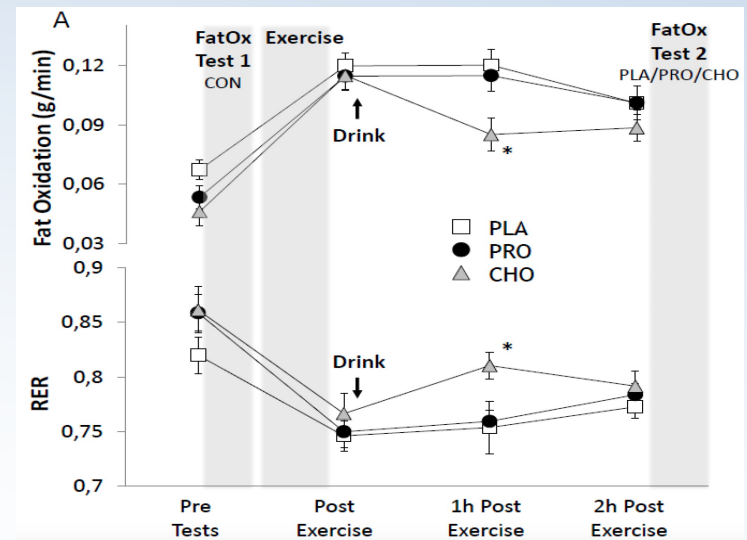 A
FatOx
Test 1
CON
Exercise
FatOx
Test 2
PLA/PRO/CHO
Fat Oxidation (g/min)
0,12
0,09
0,06
0,03
Drink
*
PLA
PRO
CHO
RER
0,9
0,85
0,8
0,75
0,7
Drink
*
Pre
Tests
Post
Exercise
1h Post
Exercise
2h Post
Exercise